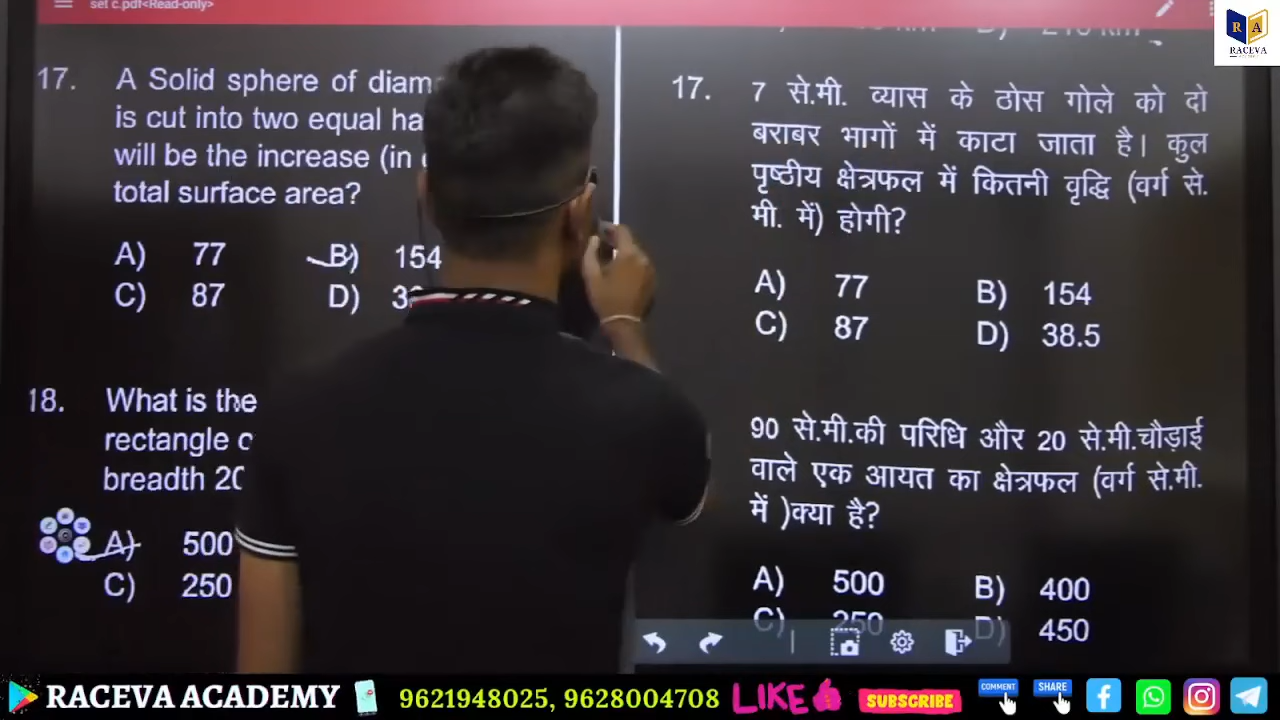 set c.pdf<Read-only>
R A
RACEVA
17. A Solid sphere of
is cut into two equal
will be the increase (in
total surface area?
A) 77 B) 154
C) 87 D)
18. What is the
rectangle
breadth
A) 500
C) 250
17. 7 से.मी. व्यास के ठोस गोले को दो
बराबर भागों में काटा जाता है। कुल
पृष्ठीय क्षेत्रफल में कितनी वृद्धि (वर्ग से.
मी. में) होगी?
A) 77 B) 154
C) 87 D) 38.5
90 से.मी.की परिधि और 20 से.मी.चौड़ाई
वाले एक आयत का क्षेत्रफल (वर्ग से.मी.
में )क्या है?
A) 500 B) 400
C) 250 D) 450
RACEVA ACADEMY 9621948025, 9628004708 LIKE SUBSCRIBE COMMENT SHARE